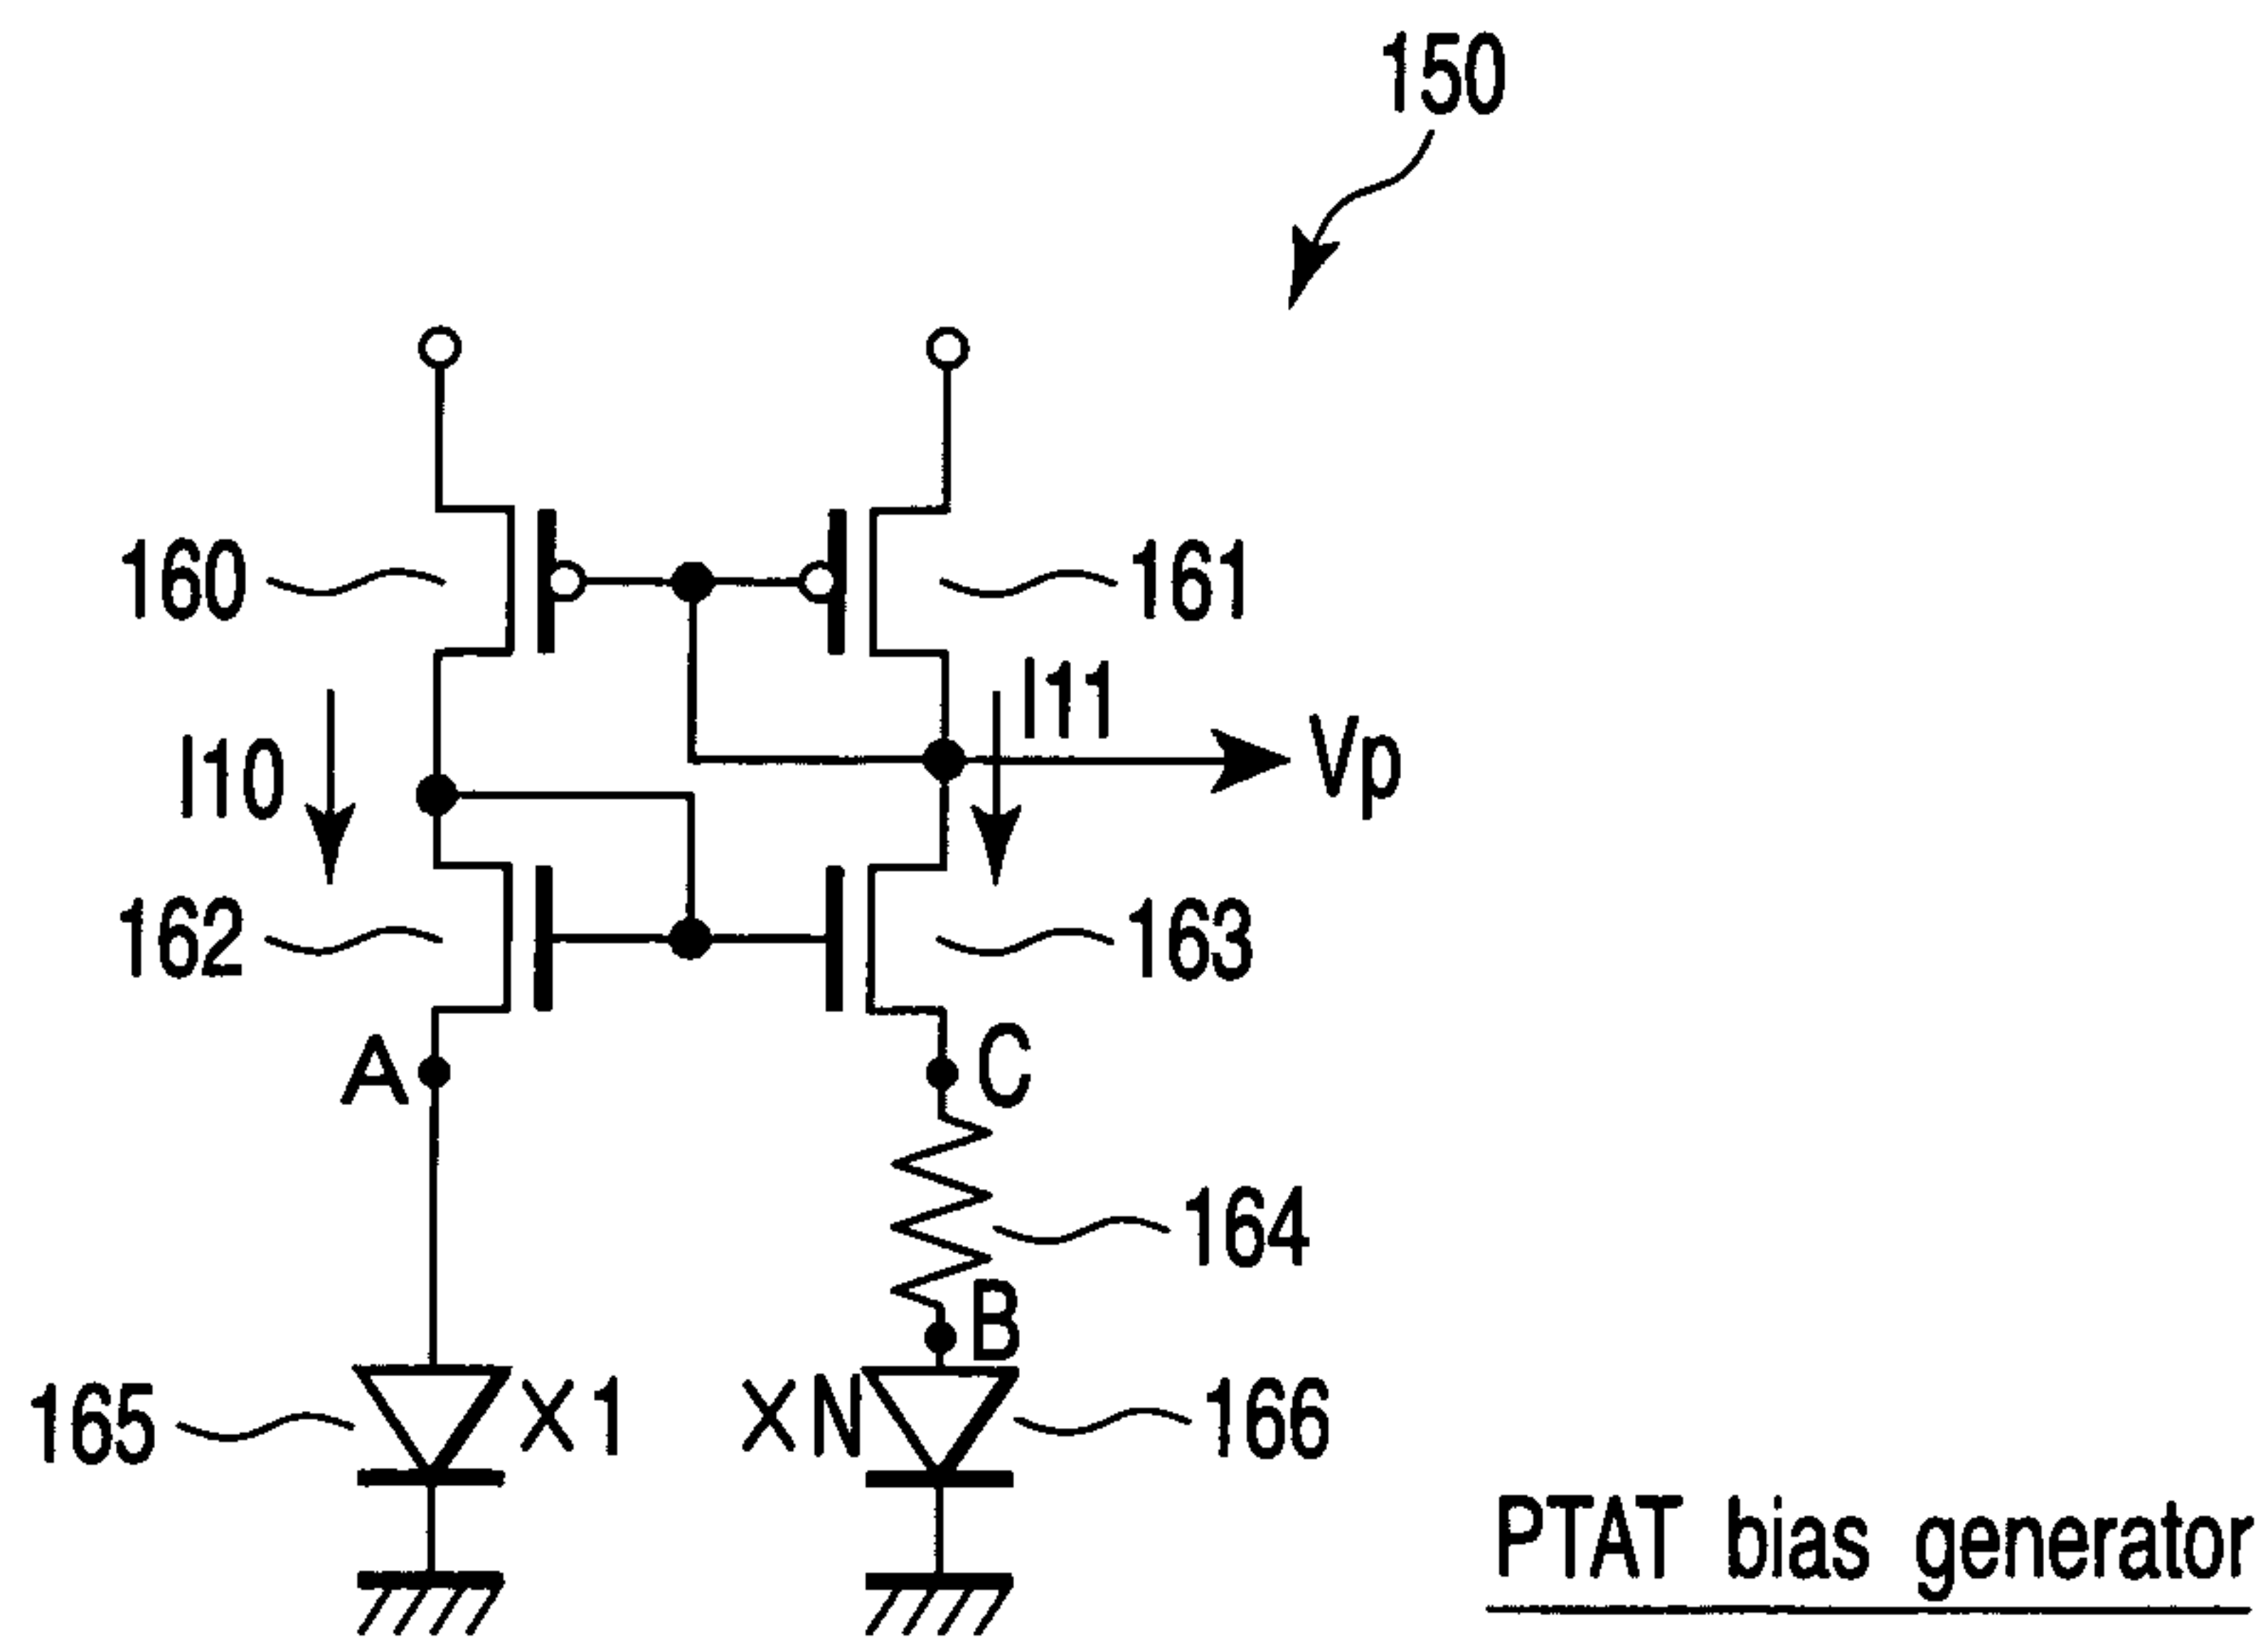 150
160
161
I11
I10
Vp
162
163
A
C
164
B
165
X1
XN
166
PTAT bias generator